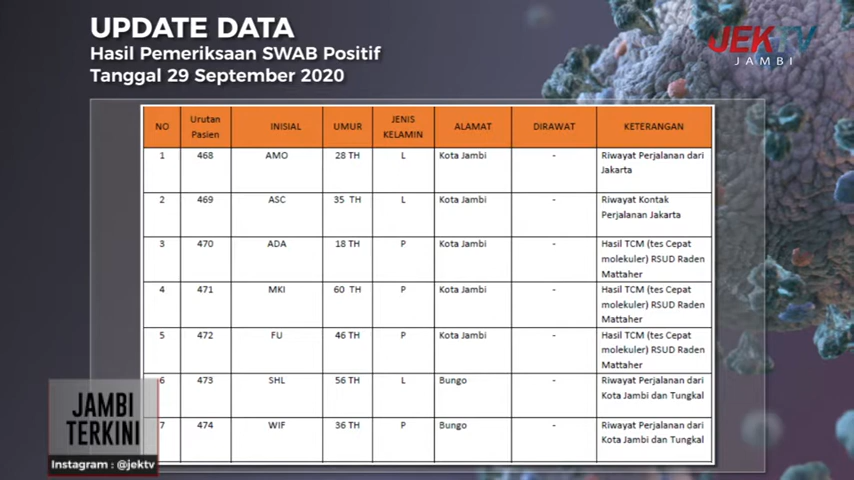 UPDATE DATA
Hasil Pemeriksaan SWAB Positif
Tanggal 29 September 2020
JEKTV
JAMBI
NO Urutan Pasien INISIAL UMUR JENIS KELAMIN ALAMAT DIRAWAT KETERANGAN
1 468 AMO 28 TH L Kota Jambi - Riwayat Perjalanan dari
Jakarta
2 469 ASC 35 TH L Kota Jambi - Riwayat Kontak
Perjalanan Jakarta
3 470 ADA 18 TH P Kota Jambi - Hasil TCM (tes Cepat
molekuler) RSUD Raden
Mattaher
4 471 MKI 60 TH P Kota Jambi - Hasil TCM (tes Cepat
molekuler) RSUD Raden
Mattaher
5 472 FU 46 TH P Kota Jambi - Hasil TCM (tes Cepat
molekuler) RSUD Raden
Mattaher
6 473 SHL 56 TH L Bungo - Riwayat Perjalanan dari
Kota Jambi dan Tungkal
7 474 WIF 36 TH P Bungo - Riwayat Perjalanan dari
Kota Jambi dan Tungkal
JAMBI
TERKINI
Instagram : @jektv